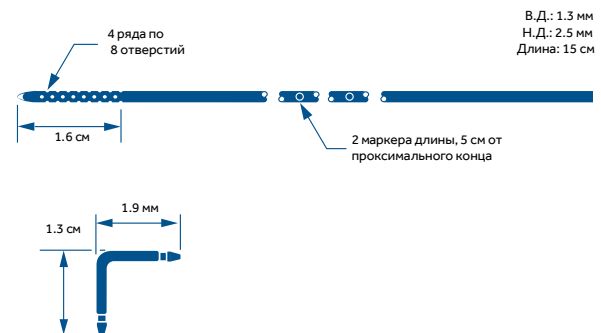 4 ряда по
8 отверстий
В.Д.: 1.3 мм
Н.Д.: 2.5 мм
Длина: 15 см
1.6 см
2 маркера длины, 5 см от
проксимального конца
1.9 мм
1.3 см